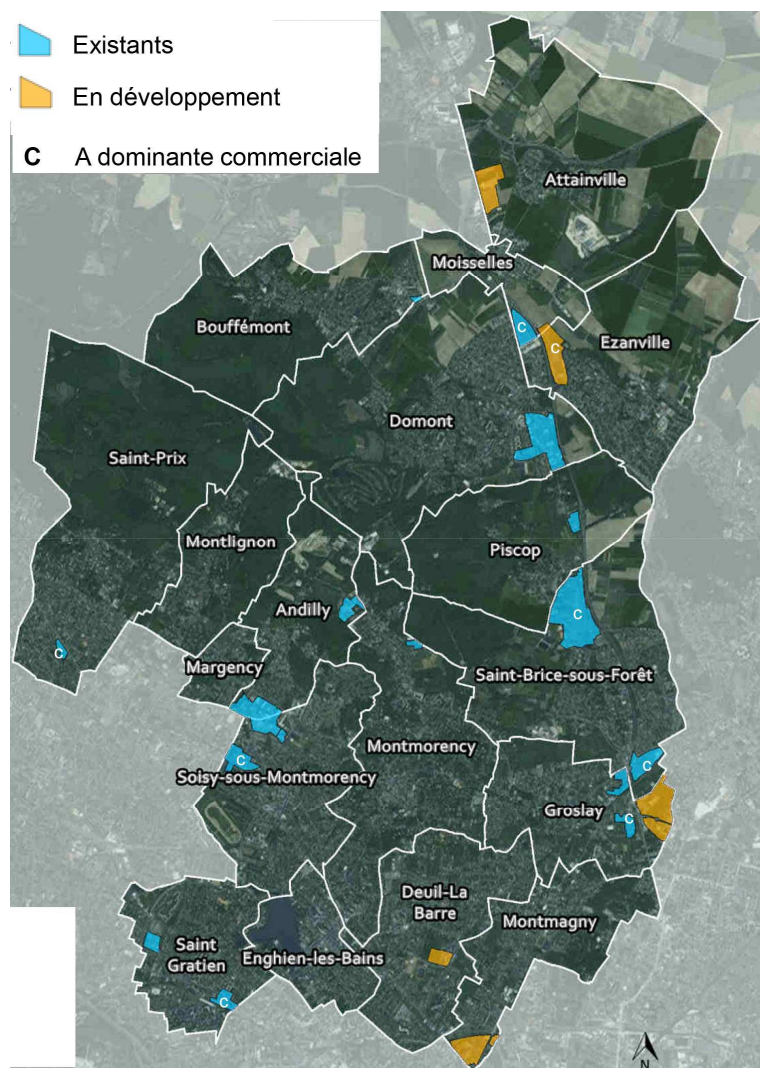 Existants
En développement
C A dominante commerciale
Attainville
Moisselles
Bouffémont
C
Ezanville
C
Domont
Saint-Prix
Montlignon
Piscop
Andilly
C
C
Margency
Saint-Brice-sous-Forêt
Montmorency
C
C
Soisy-sous-Montmorency
Groslay
C
Deuil-La
Barre
Montmagny
Saint
Gratien
Enghien-les-Bains
C
N